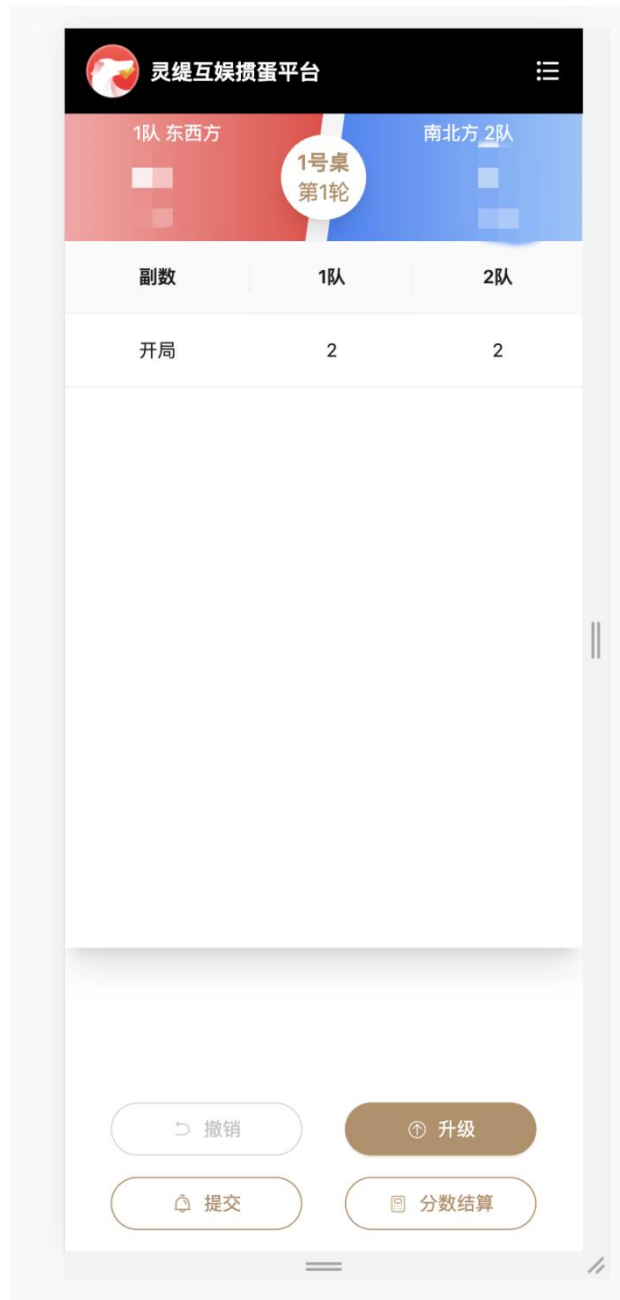 灵缇互娱掼蛋平台
1队 东西方
1号桌
第1轮
南北方 2队
副数 1队 2队
开局 2 2
撤销
升级
提交
分数结算